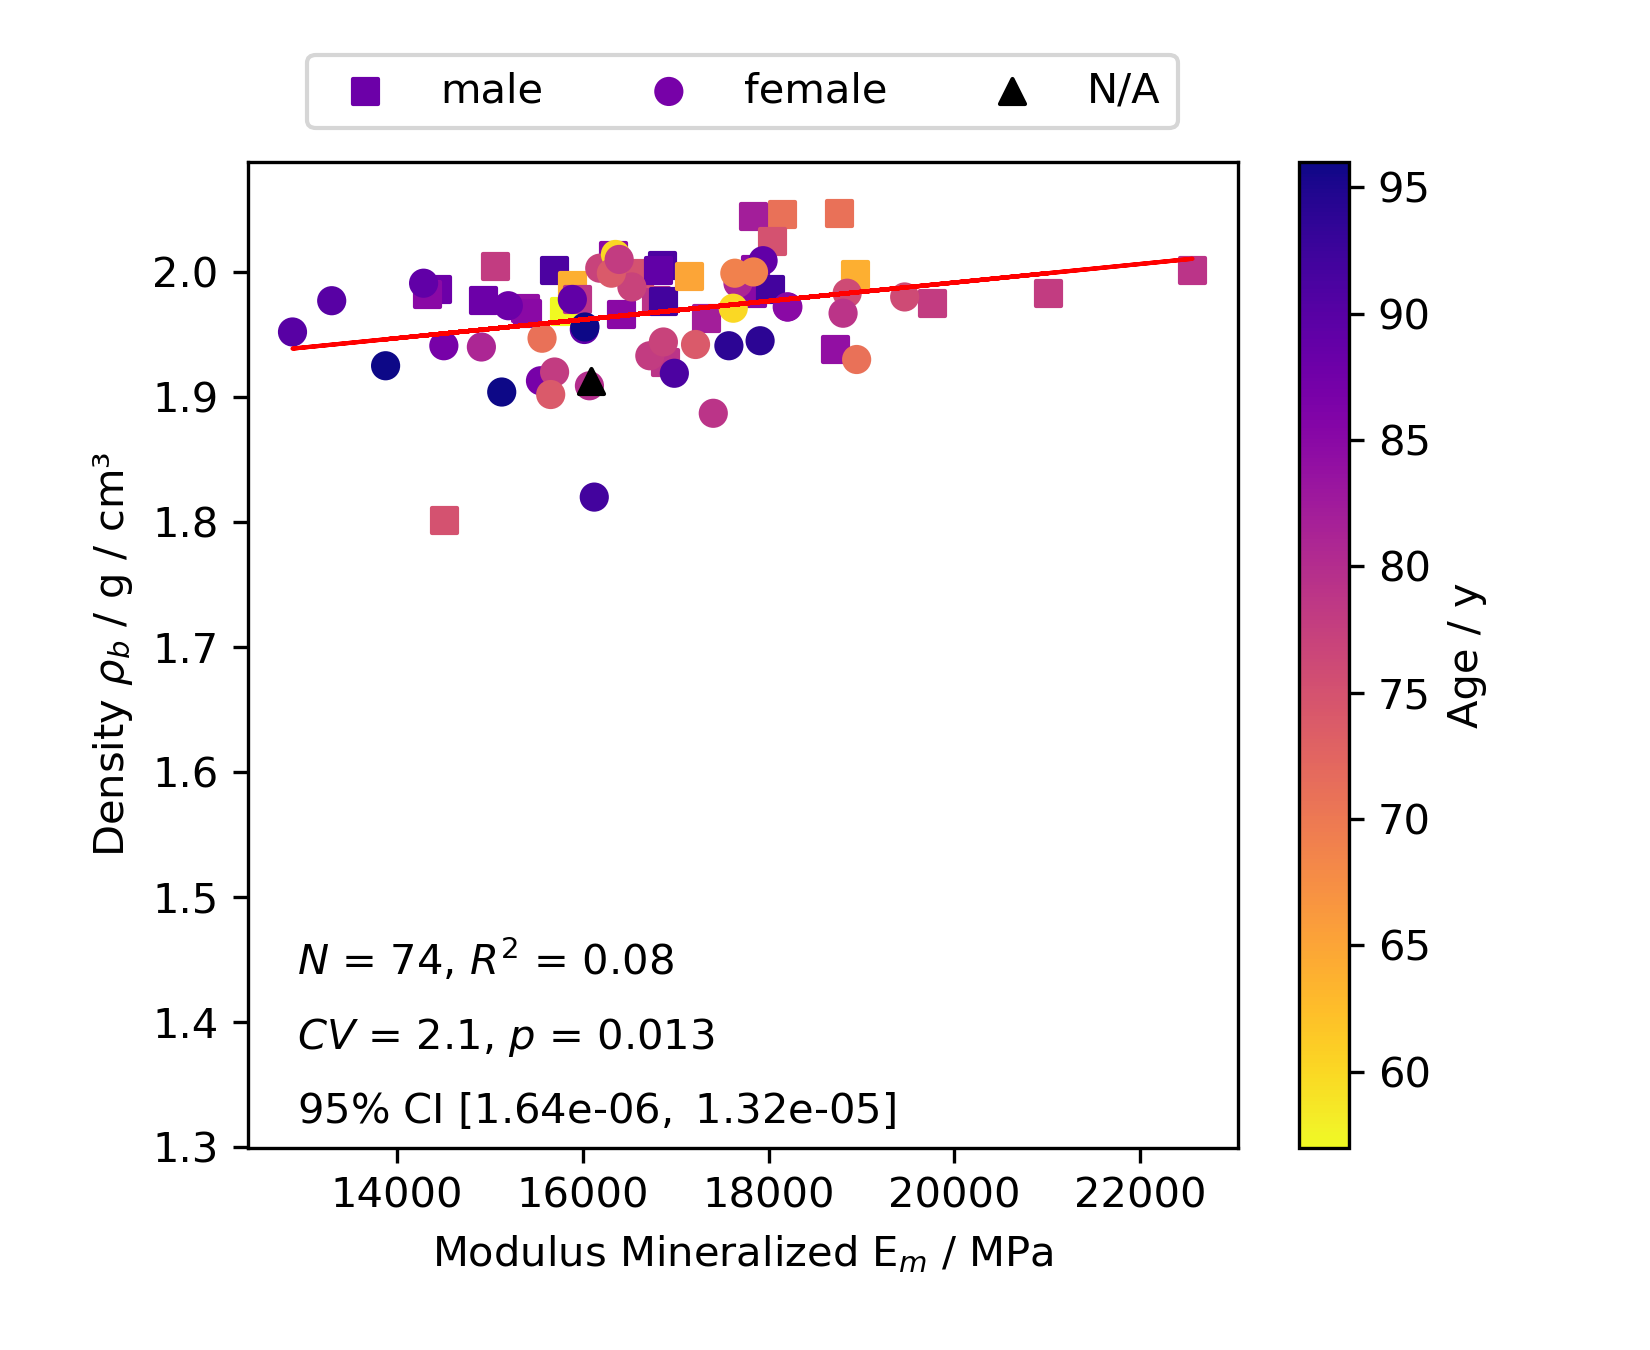 male female N/A
2.0
1.9
1.8
1.7
1.6
1.5
1.4
1.3
Density ρb / g / cm³
N = 74, R² = 0.08
CV = 2.1, p = 0.013
95% CI [1.64e-06, 1.32e-05]
14000 16000 18000 20000 22000
Modulus Mineralized Em / MPa
95
90
85
80
75
70
65
60
Age / y